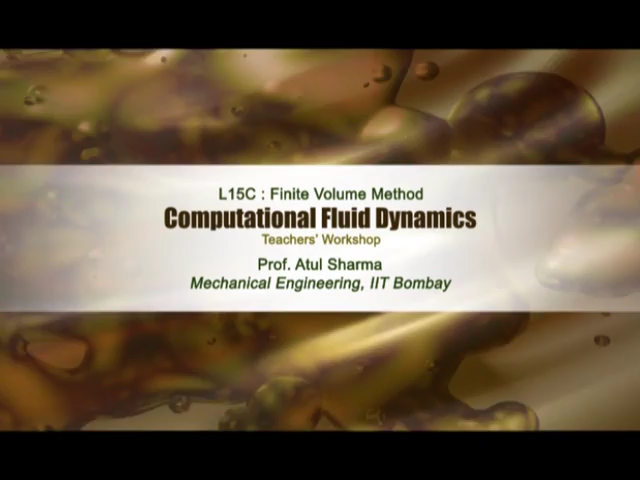 L15C : Finite Volume Method
Computational Fluid Dynamics
Teachers' Workshop
Prof. Atul Sharma
Mechanical Engineering, IIT Bombay